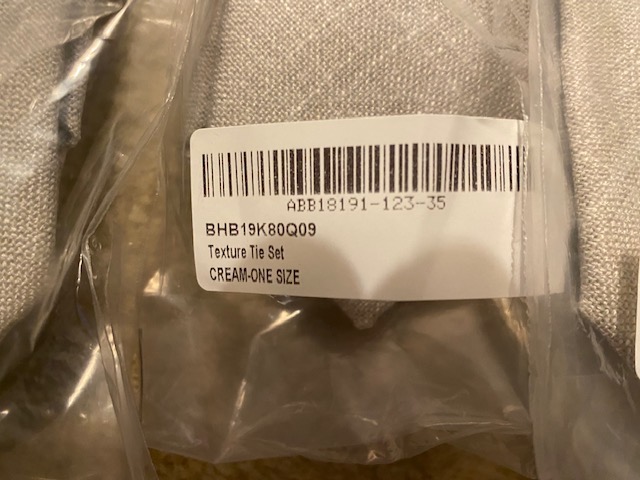 ABB18191-123-35
BHB19K80Q09
Texture Tie Set
CREAM-ONE SIZE